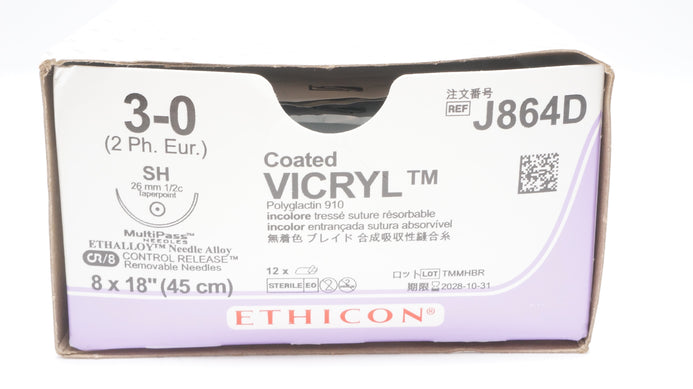 3-0
(2 Ph. Eur.)
SH
26 mm 1/2c
Taperpoint
MultiPass™
NEEDLES
ETHALLOY™ Needle Alloy
CR/8 CONTROL RELEASE™
Removable Needles
8 x 18" (45 cm)
Coated
VICRYL™
Polyglactin 910
incolore tressé suture résorbable
incolor entrançada sutura absorvível
無着色 ブレイド 合成吸収性縫合糸
12 x
STERILE EO
注文番号
REF J864D
ロット LOT TMMHBR
期限 2028-10-31
ETHICON®